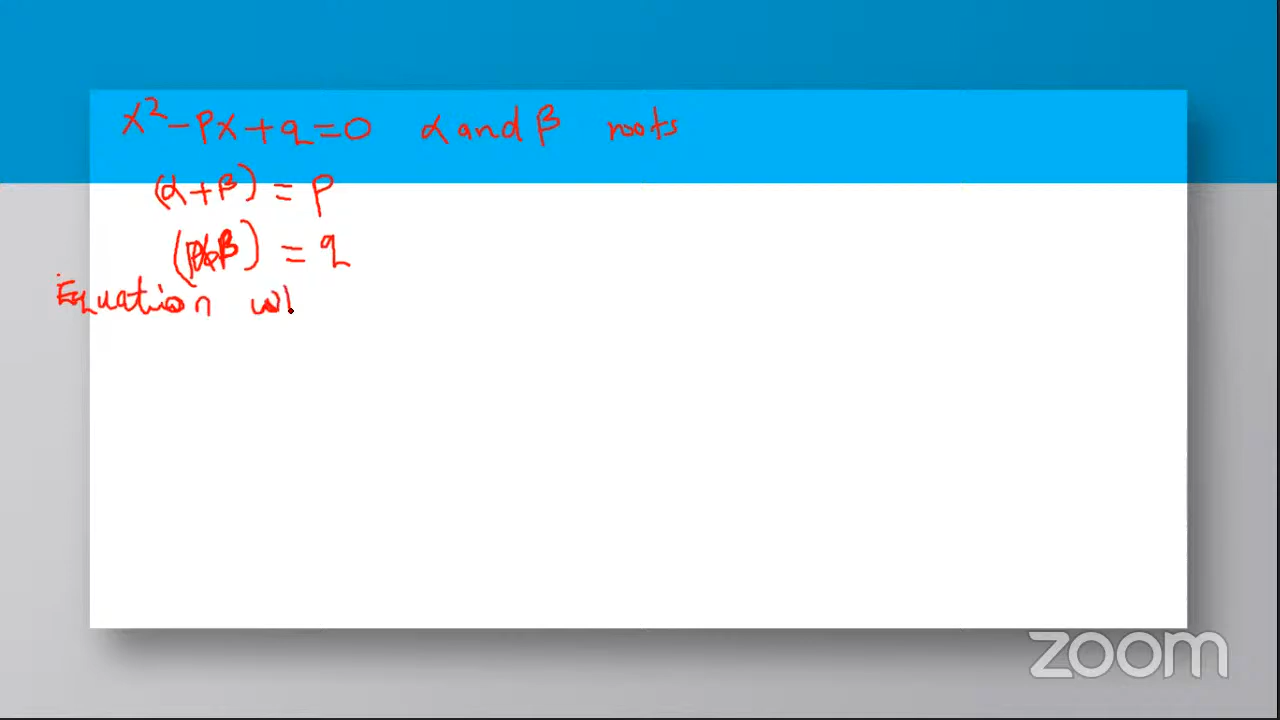 x² - px + q = 0 α and β roots
(α + β) = p
(αβ) = q
Equation
zoom